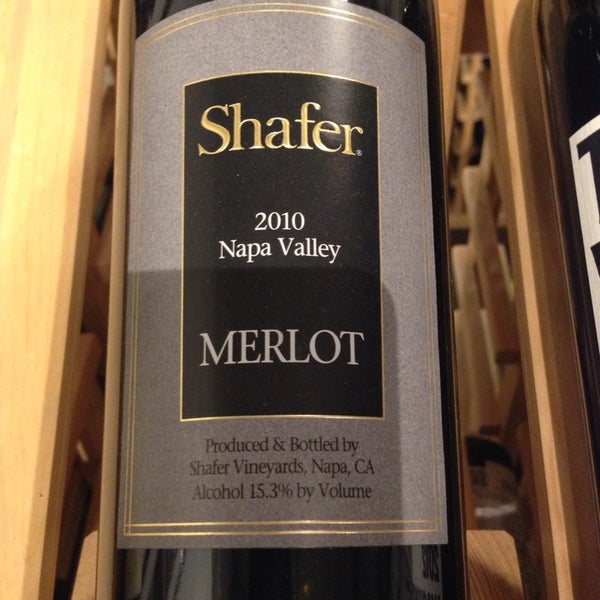 Shafer®
2010
Napa Valley
MERLOT
Produced & Bottled by
Shafer Vineyards, Napa, CA
Alcohol 15.3% by Volume